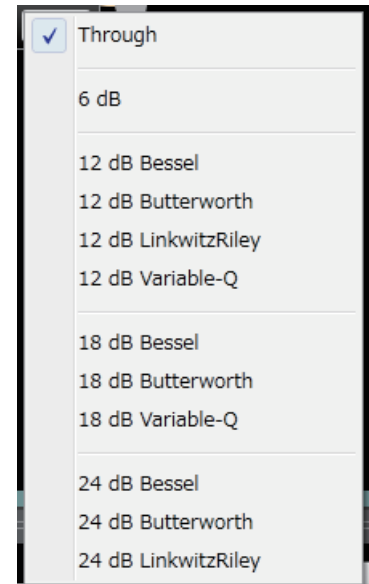 Through
6 dB
12 dB Bessel
12 dB Butterworth
12 dB LinkwitzRiley
12 dB Variable-Q
18 dB Bessel
18 dB Butterworth
18 dB Variable-Q
24 dB Bessel
24 dB Butterworth
24 dB LinkwitzRiley